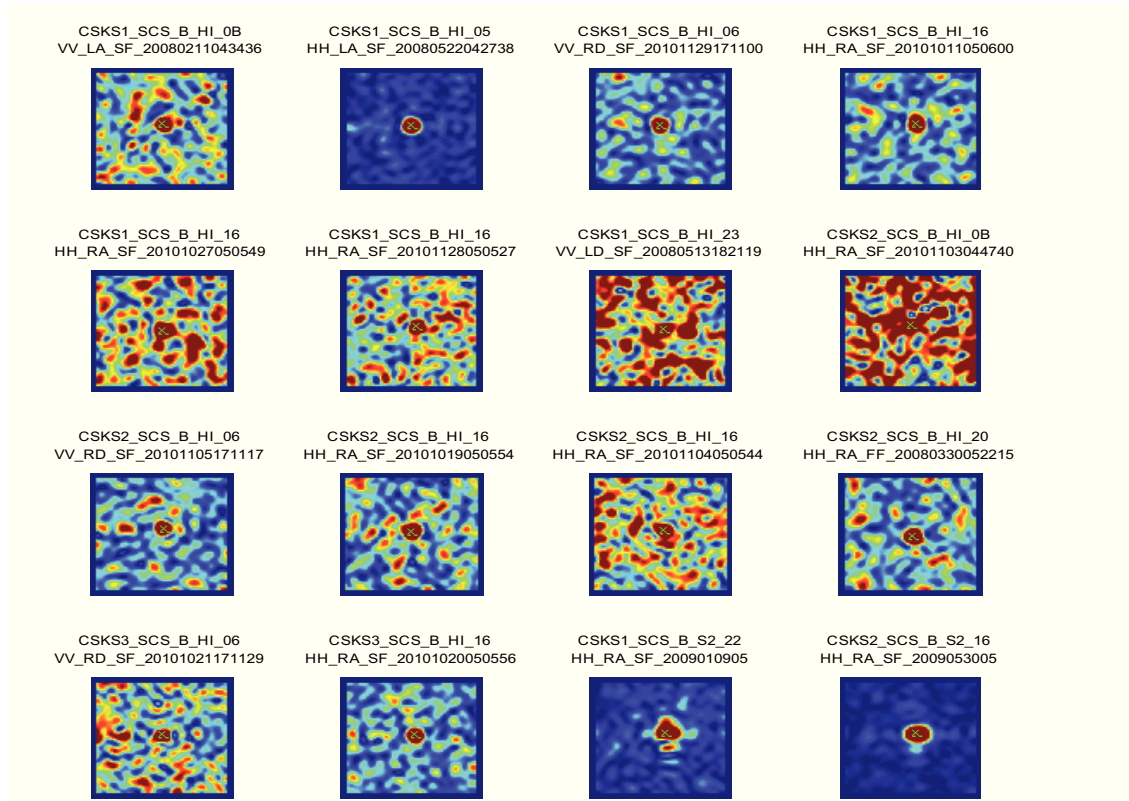 CSKS1_SCS_B_HI_0B
VV_LA_SF_20080211043436
CSKS1_SCS_B_HI_05
HH_LA_SF_20080522042738
CSKS1_SCS_B_HI_06
VV_RD_SF_20101129171100
CSKS1_SCS_B_HI_16
HH_RA_SF_20101011050600
CSKS1_SCS_B_HI_16
HH_RA_SF_20101027050549
CSKS1_SCS_B_HI_16
HH_RA_SF_20101128050527
CSKS1_SCS_B_HI_23
VV_LD_SF_20080513182119
CSKS2_SCS_B_HI_0B
HH_RA_SF_20101103044740
CSKS2_SCS_B_HI_06
VV_RD_SF_20101105171117
CSKS2_SCS_B_HI_16
HH_RA_SF_20101019050554
CSKS2_SCS_B_HI_16
HH_RA_SF_20101104050544
CSKS2_SCS_B_HI_20
HH_RA_FF_20080330052215
CSKS3_SCS_B_HI_06
VV_RD_SF_20101021171129
CSKS3_SCS_B_HI_16
HH_RA_SF_20101020050556
CSKS1_SCS_B_S2_22
HH_RA_SF_2009010905
CSKS2_SCS_B_S2_16
HH_RA_SF_2009053005